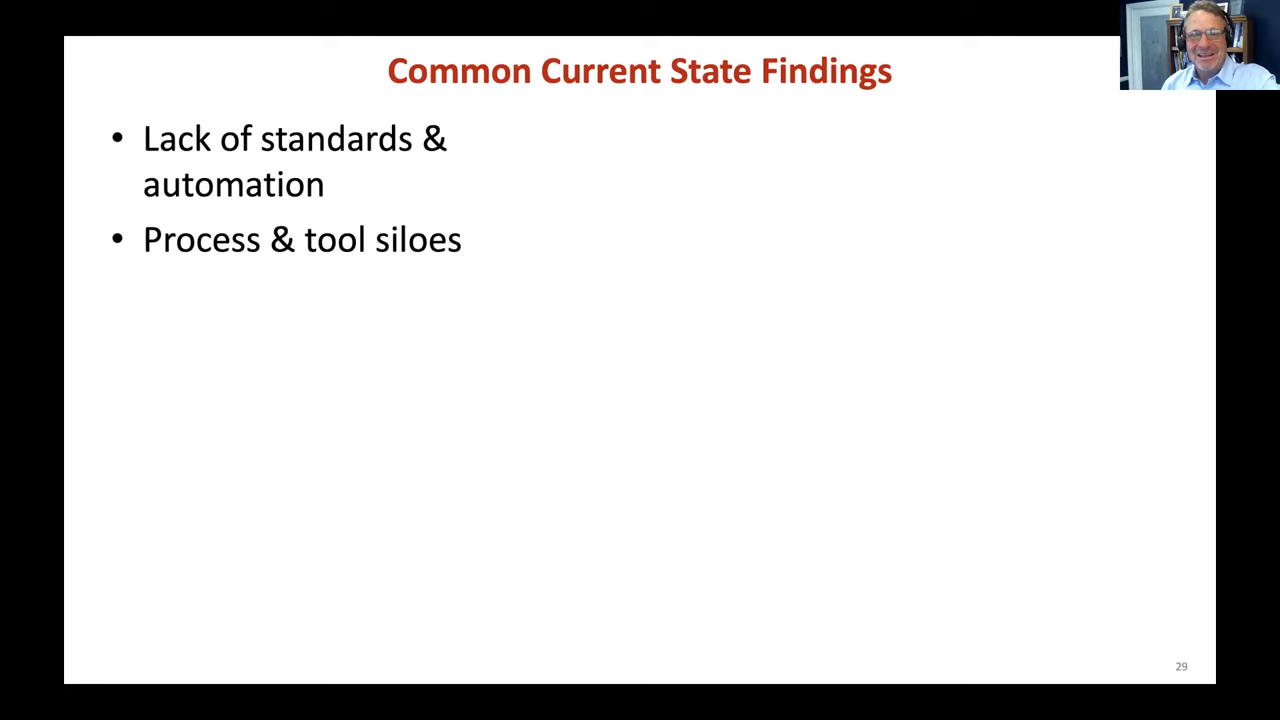 Common Current State Findings
• Lack of standards &
automation
• Process & tool siloes
29